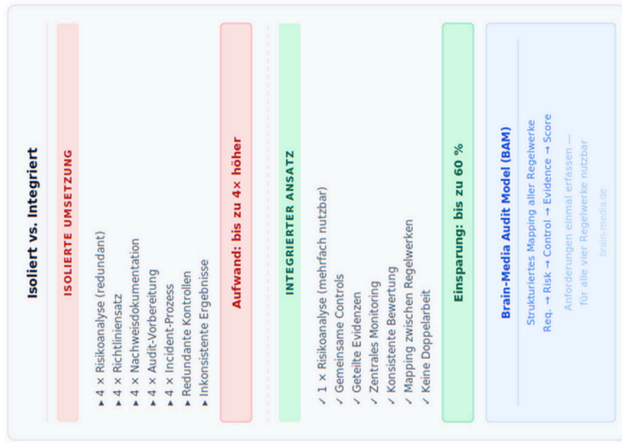 Isoliert vs. Integriert
ISOLIERTE UMSETZUNG
▸ 4 × Risikoanalyse (redundant)
▸ 4 × Richtliniensatz
▸ 4 × Nachweisdokumentation
▸ 4 × Audit-Vorbereitung
▸ 4 × Incident-Prozess
▸ Redundante Kontrollen
▸ Inkonsistente Ergebnisse
Aufwand: bis zu 4× höher
INTEGRIERTER ANSATZ
✓ 1 × Risikoanalyse (mehrfach nutzbar)
✓ Gemeinsame Controls
✓ Geteilte Evidenzen
✓ Zentrales Monitoring
✓ Konsistente Bewertung
✓ Mapping zwischen Regelwerken
✓ Keine Doppelarbeit
Einsparung: bis zu 60 %
Brain-Media Audit Model (BAM)
Strukturiertes Mapping aller Regelwerke
Req. → Risk → Control → Evidence → Score
Anforderungen einmal erfassen —
für alle vier Regelwerke nutzbar
brain-media.de